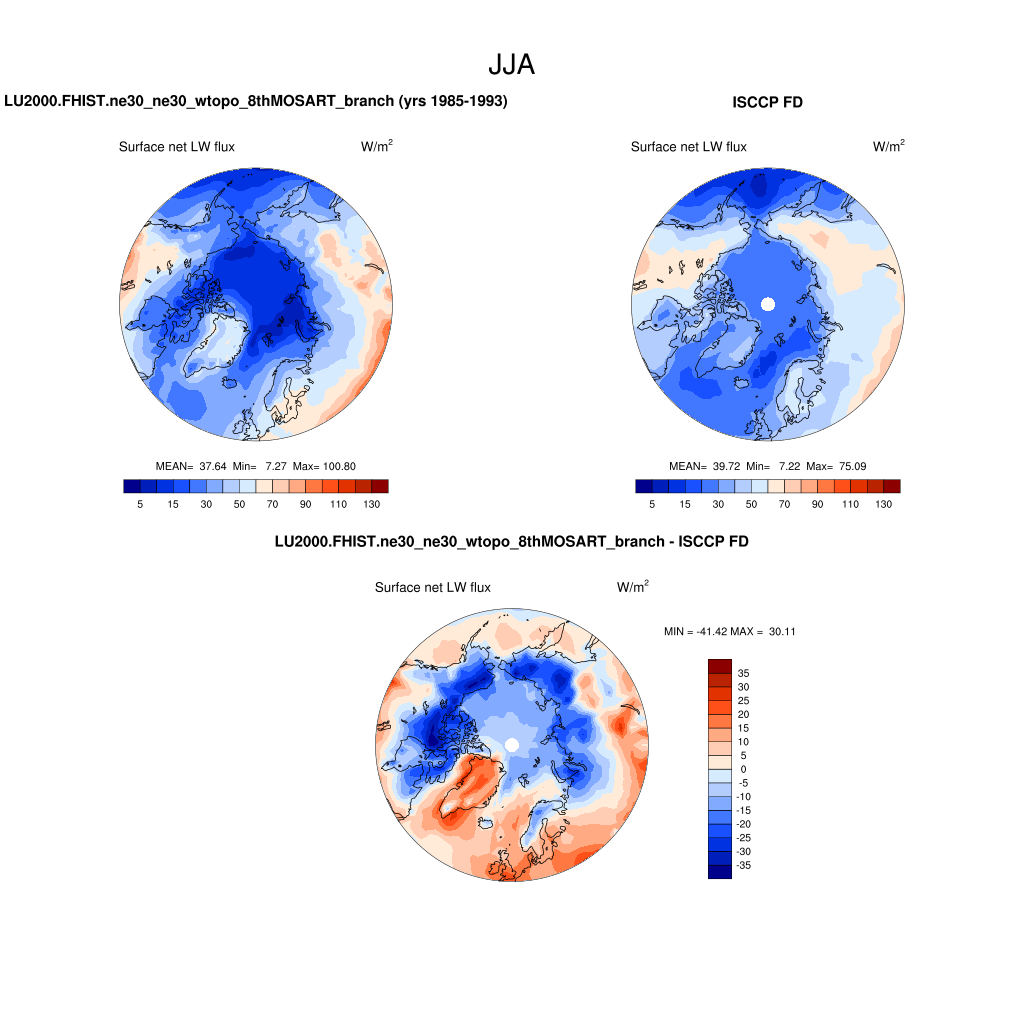 JJA
LU2000.FHIST.ne30_ne30_wtopo_8thMOSART_branch (yrs 1985-1993)
ISCCP FD
Surface net LW flux W/m2
Surface net LW flux W/m2
MEAN= 37.64 Min= 7.27 Max= 100.80
MEAN= 39.72 Min= 7.22 Max= 75.09
5 15 30 50 70 90 110 130
5 15 30 50 70 90 110 130
LU2000.FHIST.ne30_ne30_wtopo_8thMOSART_branch - ISCCP FD
Surface net LW flux W/m2
MIN = -41.42 MAX = 30.11
35
30
25
20
15
10
5
0
-5
-10
-15
-20
-25
-30
-35